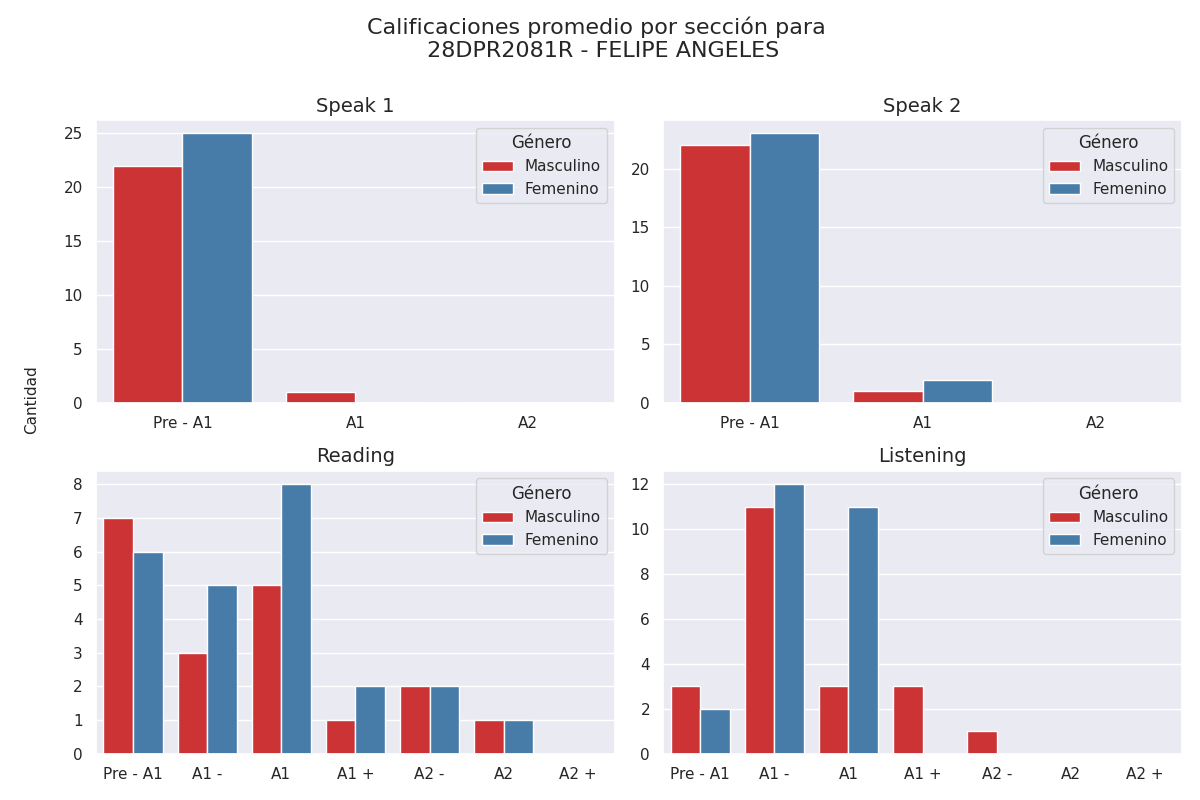 Calificaciones promedio por sección para
28DPR2081R - FELIPE ANGELES
Cantidad
Speak 1
25
20
15
10
5
0
Pre - A1 A1 A2
Género
Masculino
Femenino
Speak 2
20
15
10
5
0
Pre - A1 A1 A2
Género
Masculino
Femenino
Reading
8
7
6
5
4
3
2
1
0
Pre - A1 A1 - A1 A1 + A2 - A2 A2 +
Género
Masculino
Femenino
Listening
12
10
8
6
4
2
0
Pre - A1 A1 - A1 A1 + A2 - A2 A2 +
Género
Masculino
Femenino